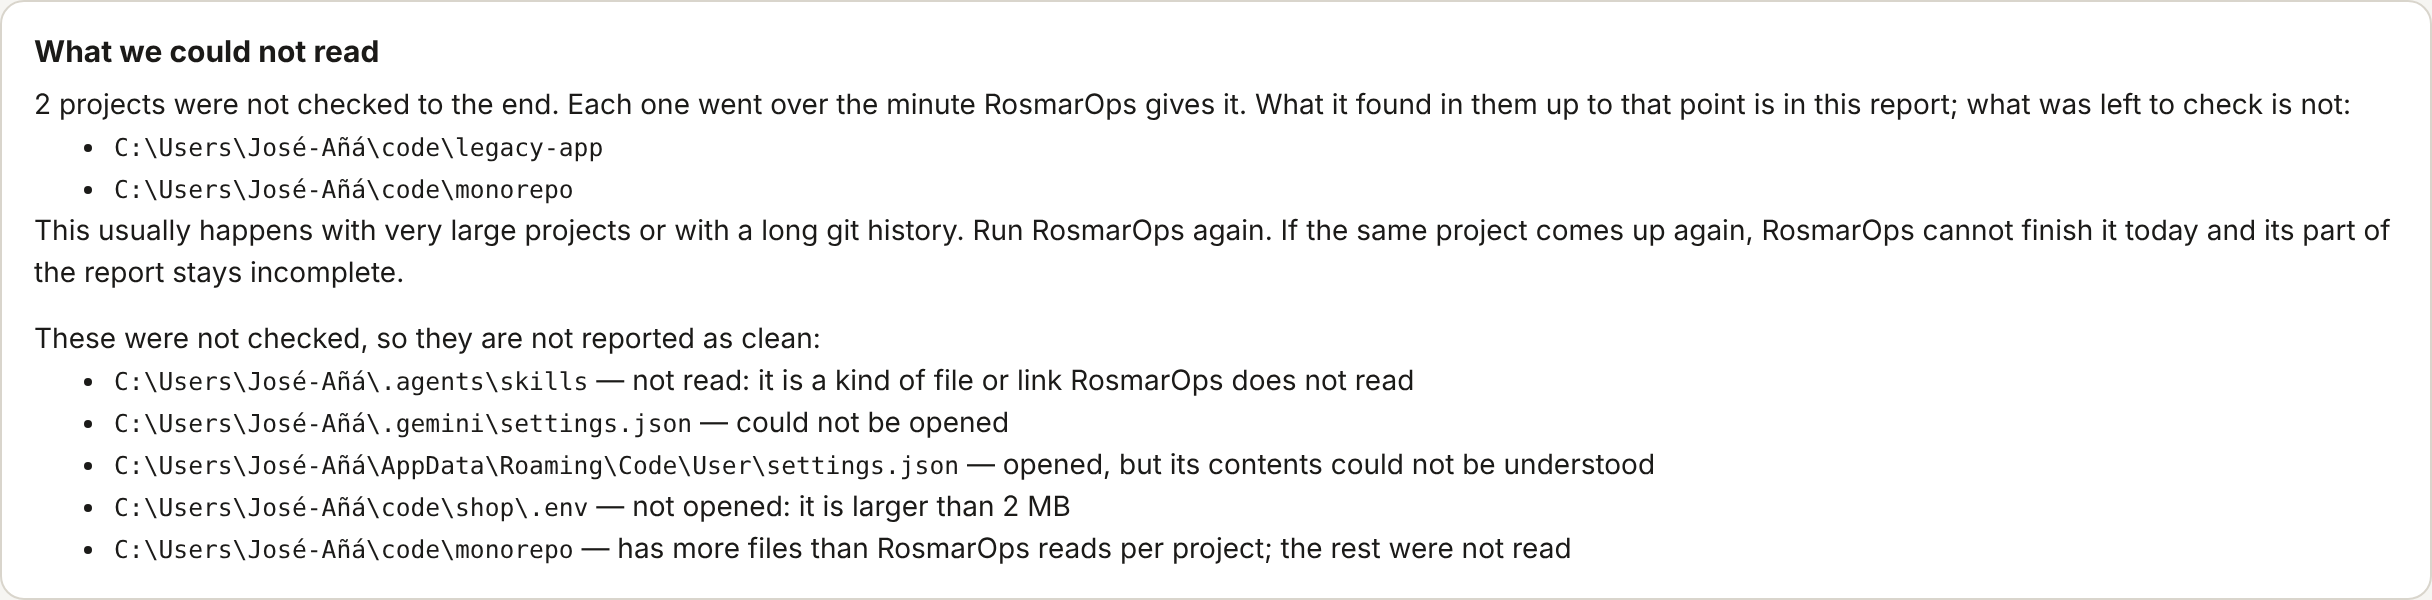 What we could not read
2 projects were not checked to the end. Each one went over the minute RosmarOps gives it. What it found in them up to that point is in this report; what was left to check is not:
• C:\Users\José-Añá\code\legacy-app
• C:\Users\José-Añá\code\monorepo
This usually happens with very large projects or with a long git history. Run RosmarOps again. If the same project comes up again, RosmarOps cannot finish it today and its part of
the report stays incomplete.
These were not checked, so they are not reported as clean:
• C:\Users\José-Añá\.agents\skills — not read: it is a kind of file or link RosmarOps does not read
• C:\Users\José-Añá\.gemini\settings.json — could not be opened
• C:\Users\José-Añá\AppData\Roaming\Code\User\settings.json — opened, but its contents could not be understood
• C:\Users\José-Añá\code\shop\.env — not opened: it is larger than 2 MB
• C:\Users\José-Añá\code\monorepo — has more files than RosmarOps reads per project; the rest were not read